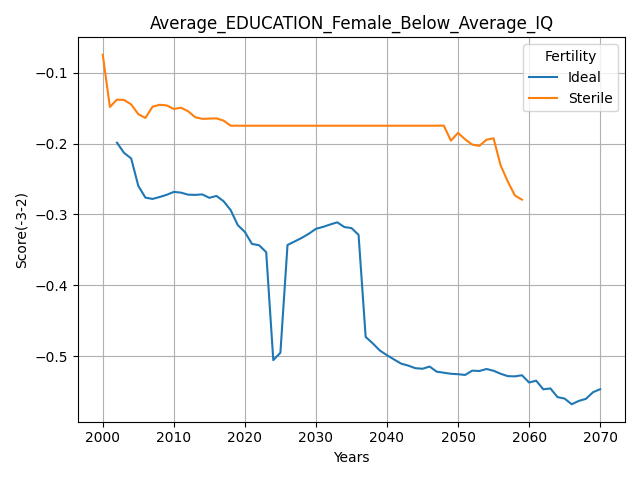 Average_EDUCATION_Female_Below_Average_IQ
Fertility
Ideal
Sterile
Score(-3-2)
−0.1
−0.2
−0.3
−0.4
−0.5
2000 2010 2020 2030 2040 2050 2060 2070
Years